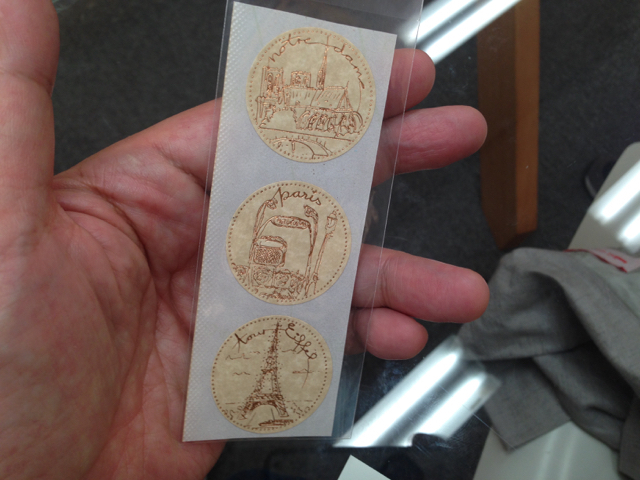 notre dame
paris
Tour Eiffel